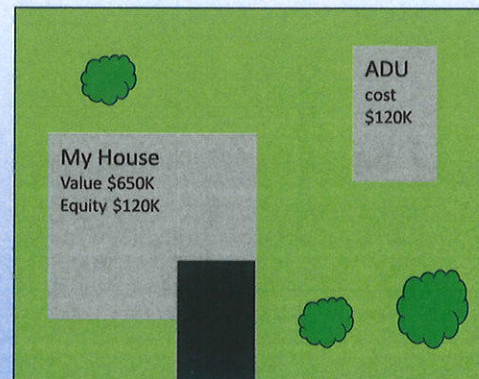 My House
Value $650K
Equity $120K
ADU
cost
$120K